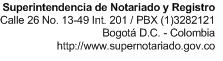 Superintendencia de Notariado y Registro
Calle 26 No. 13-49 Int. 201 / PBX (1)3282121
Bogotá D.C. - Colombia
http://www.supernotariado.gov.co